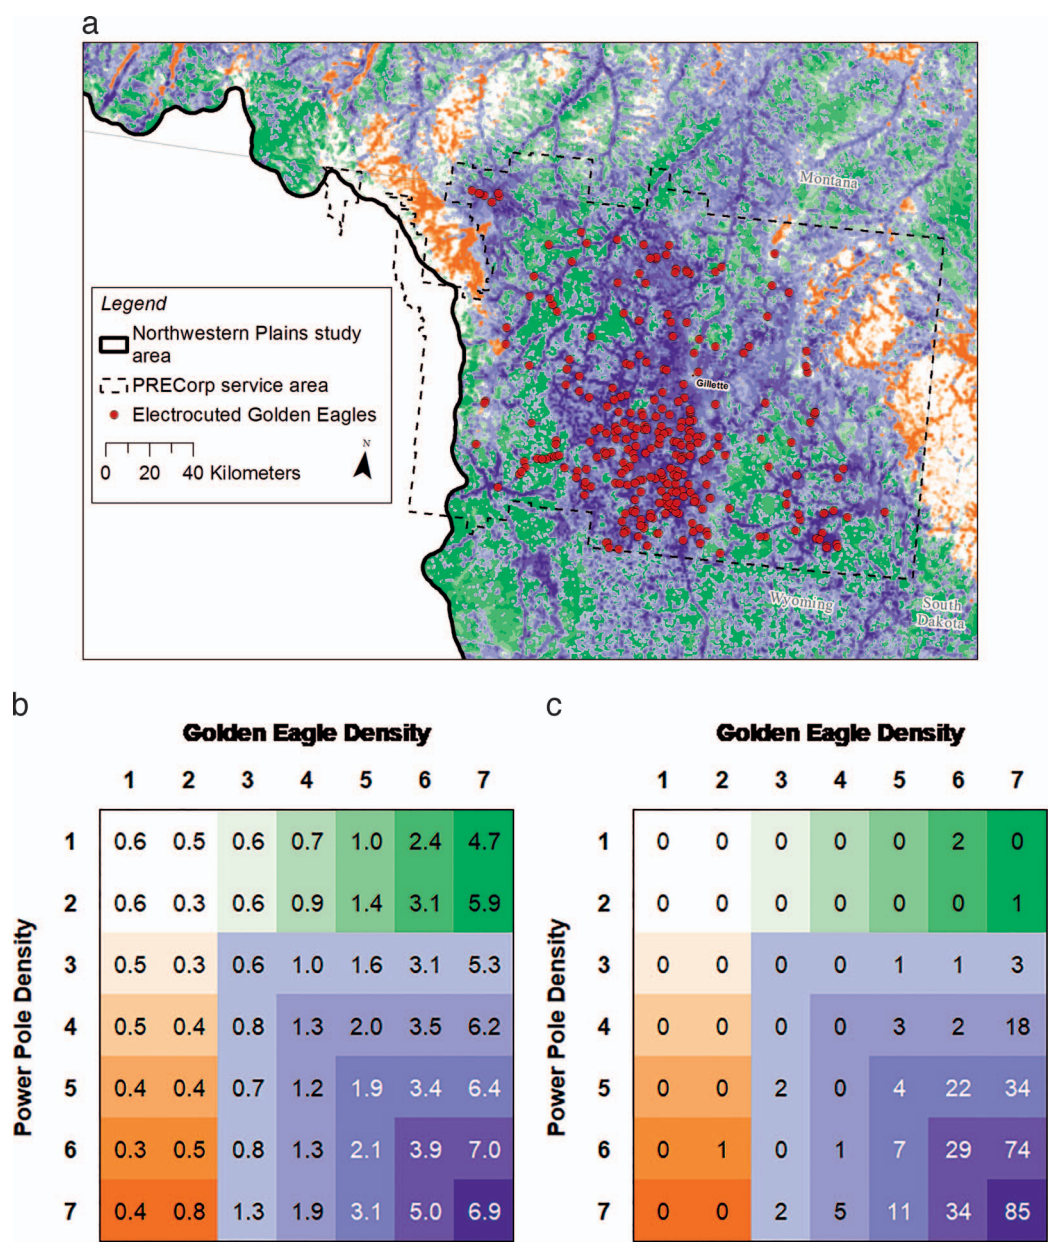 a
Montana
Gillette
Wyoming
South
Dakota
Legend
Northwestern Plains study
area
PRECorp service area
Electrocuted Golden Eagles
0 20 40 Kilometers
N
b
Golden Eagle Density
1 2 3 4 5 6 7
Power Pole Density
1 0.6 0.5 0.6 0.7 1.0 2.4 4.7
2 0.6 0.3 0.6 0.9 1.4 3.1 5.9
3 0.5 0.3 0.6 1.0 1.6 3.1 5.3
4 0.5 0.4 0.8 1.3 2.0 3.5 6.2
5 0.4 0.4 0.7 1.2 1.9 3.4 6.4
6 0.3 0.5 0.8 1.3 2.1 3.9 7.0
7 0.4 0.8 1.3 1.9 3.1 5.0 6.9
c
Golden Eagle Density
1 2 3 4 5 6 7
Power Pole Density
1 0 0 0 0 0 2 0
2 0 0 0 0 0 0 1
3 0 0 0 0 1 1 3
4 0 0 0 0 3 2 18
5 0 0 2 0 4 22 34
6 0 1 0 1 7 29 74
7 0 0 2 5 11 34 85